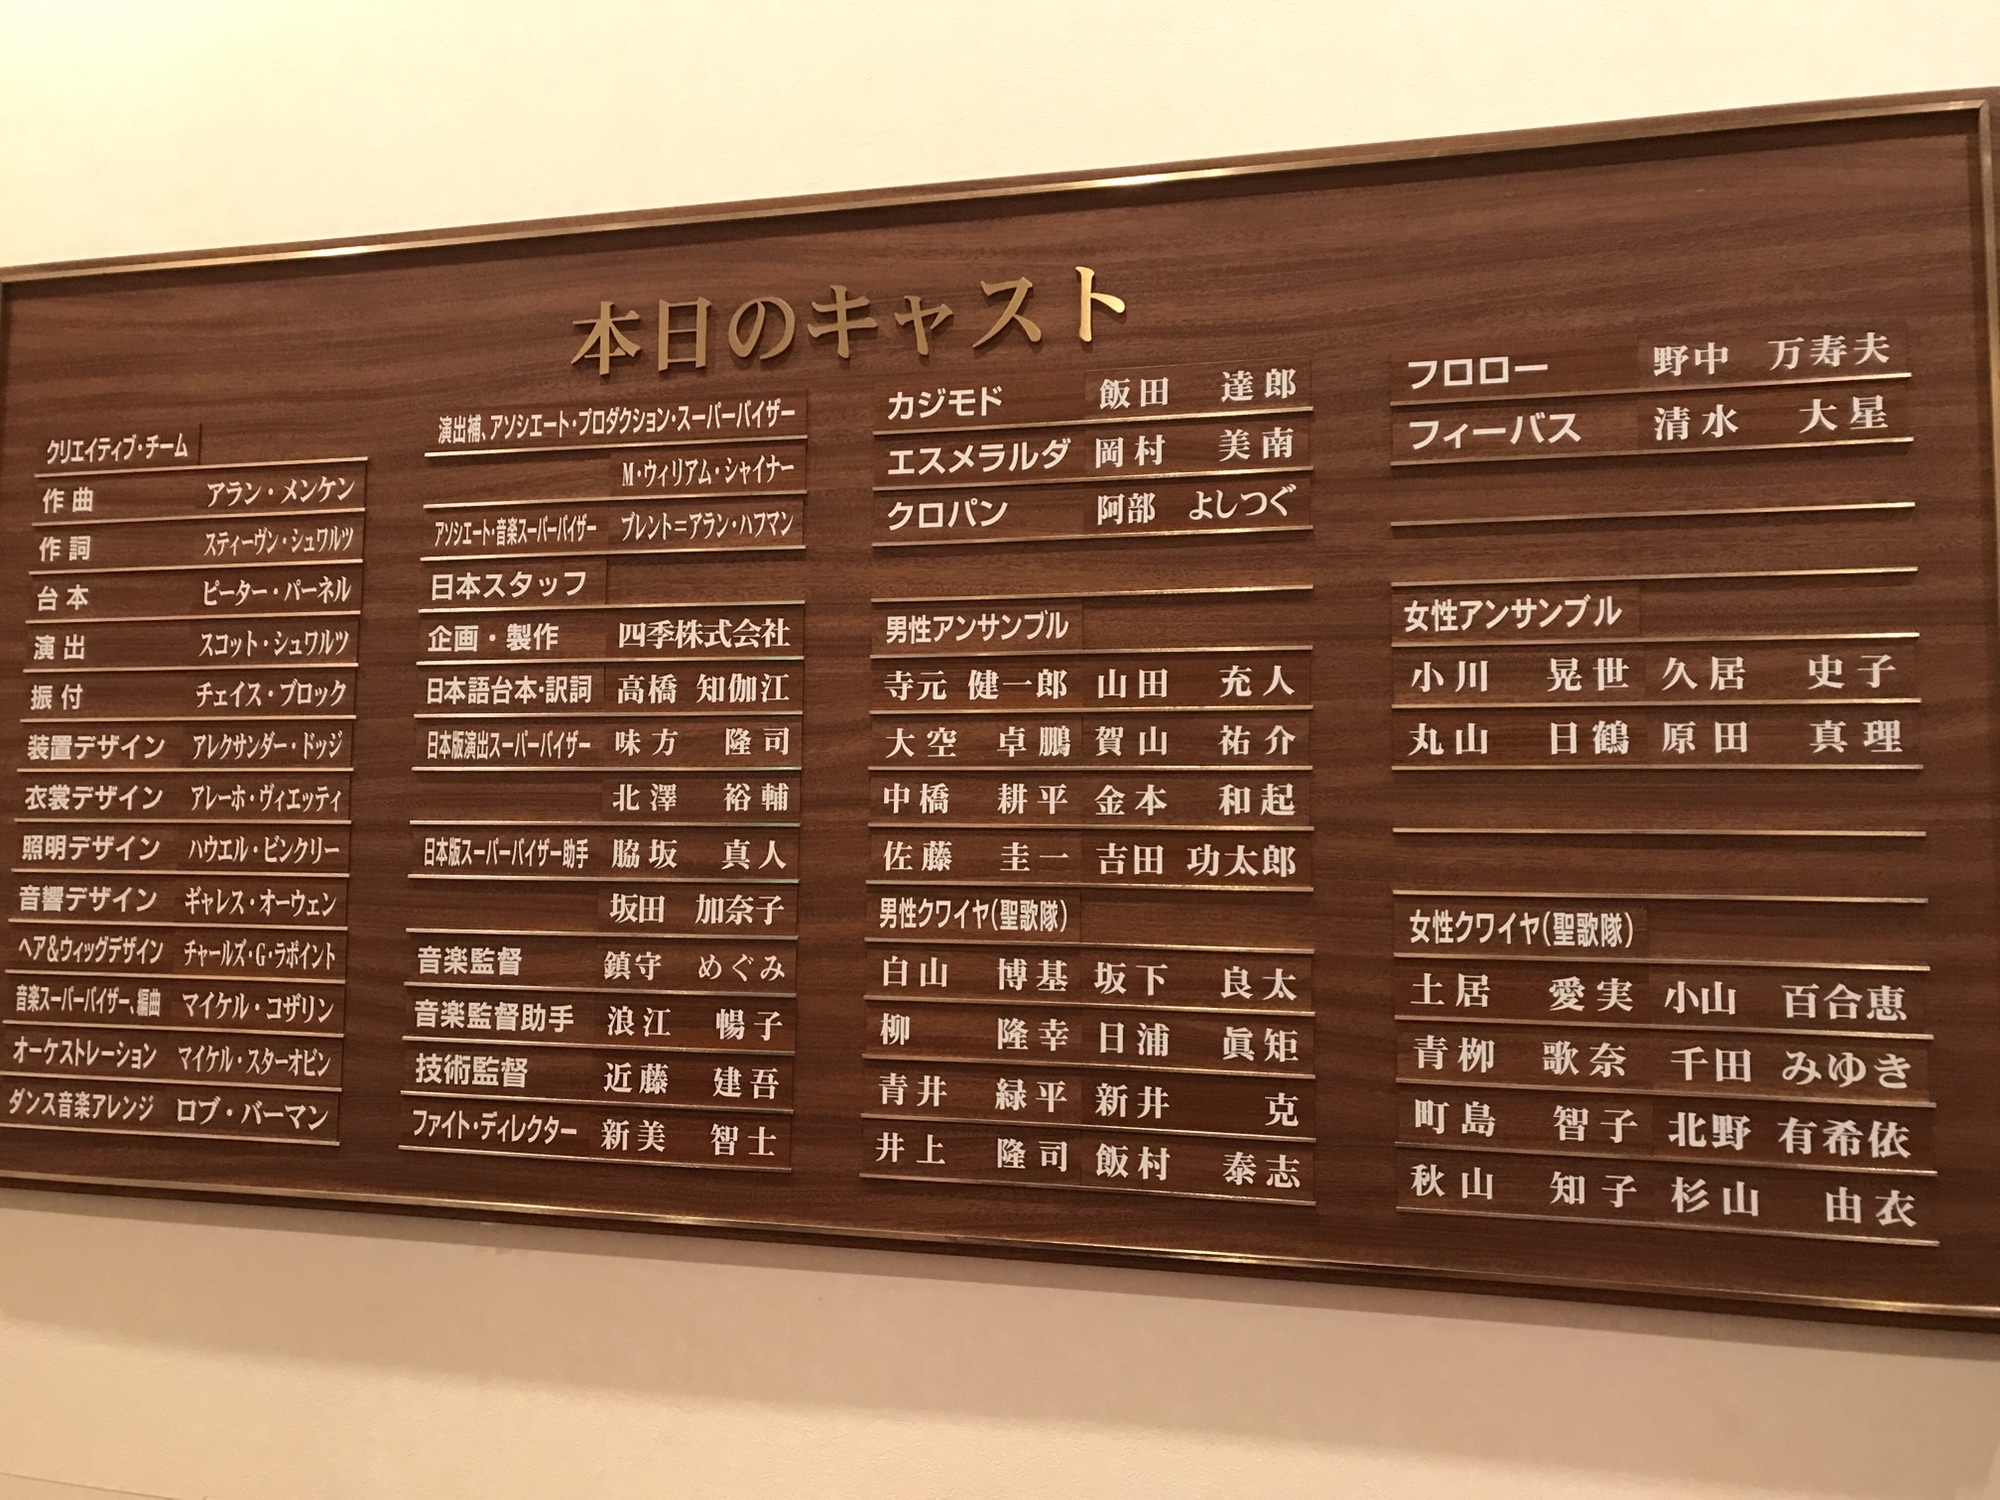 本日のキャスト
クリエイティブ・チーム
作曲 アラン・メンケン
作詞 スティーヴン・シュワルツ
台本 ピーター・パーネル
演出 スコット・シュワルツ
振付 チェイス・ブロック
装置デザイン アレクサンダー・ドッジ
衣裳デザイン アレーホ・ヴィエッティ
照明デザイン ハウエル・ビンクリー
音響デザイン ギャレス・オーウェン
ヘア&ウィッグデザイン チャールズ・G・ラポイント
音楽スーパーバイザー、編曲 マイケル・コザリン
オーケストレーション マイケル・スターオビン
ダンス音楽アレンジ ロブ・バーマン
演出補、アソシエート・プロダクション・スーパーバイザー
M・ウィリアム・シャイナー
アソシエート・音楽スーパーバイザー ブレント=アラン・ハフマン
日本スタッフ
企画・製作 四季株式会社
日本語台本・訳詞 高橋 知伽江
日本版演出スーパーバイザー 味方 隆司
北澤 裕輔
日本版スーパーバイザー助手 脇坂 真人
坂田 加奈子
音楽監督 鎮守 めぐみ
音楽監督助手 浪江 暢子
技術監督 近藤 建吾
ファイト・ディレクター 新美 智士
カジモド 飯田 達郎
エスメラルダ 岡村 美南
クロパン 阿部 よしつぐ
男性アンサンブル
寺元 健一郎 山田 充人
大空 卓鵬 賀山 祐介
中橋 耕平 金本 和起
佐藤 圭一 吉田 功太郎
男性クワイヤ(聖歌隊)
白山 博基 坂下 良太
柳 隆幸 日浦 眞矩
青井 緑平 新井 克
井上 隆司 飯村 泰志
フロロー 野中 万寿夫
フィーバス 清水 大星
女性アンサンブル
小川 晃世 久居 史子
丸山 日鶴 原田 真理
女性クワイヤ(聖歌隊)
土居 愛実 小山 百合恵
青栁 歌奈 千田 みゆき
町島 智子 北野 有希依
秋山 知子 杉山 由衣